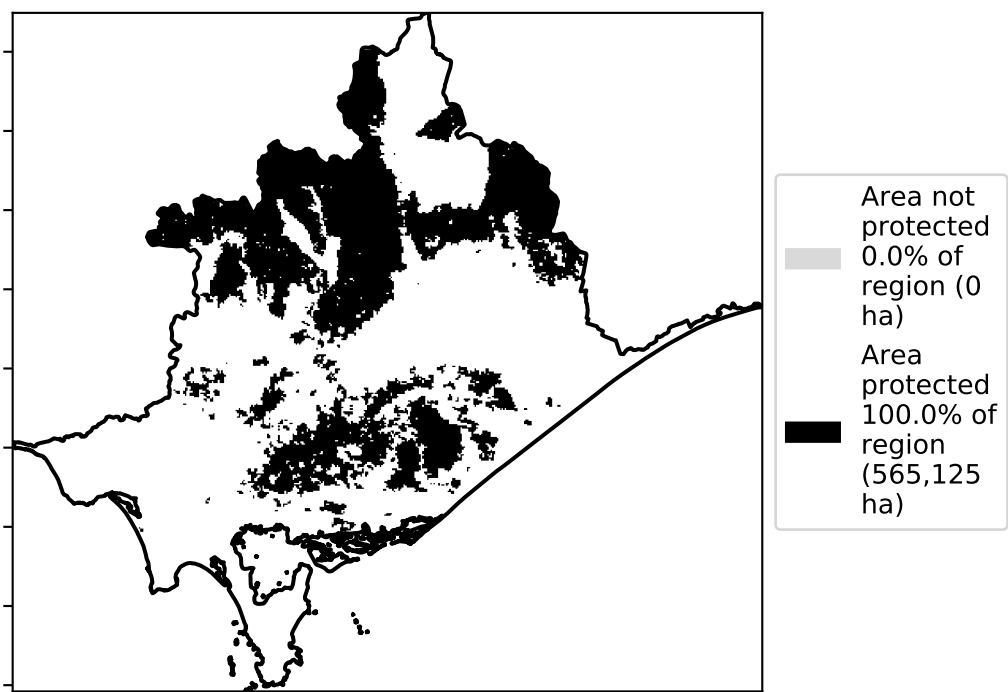 Area not
protected
0.0% of
region (0
ha)
Area
protected
100.0% of
region
(565,125
ha)